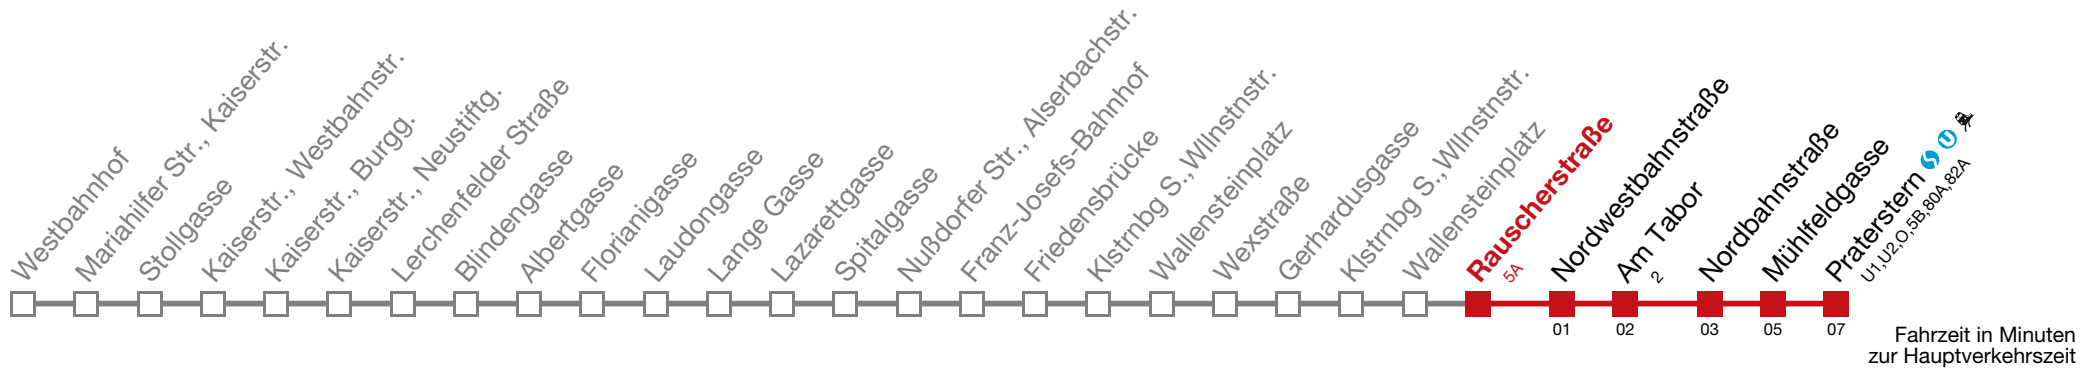 Westbahnhof
Mariahilfer Str., Kaiserstr.
Stollgasse
Kaiserstr., Westbahnstr.
Kaiserstr., Burgg.
Kaiserstr., Neustiftg.
Lerchenfelder Straße
Blindengasse
Albertgasse
Florianigasse
Laudongasse
Lange Gasse
Lazarettgasse
Spitalgasse
Nußdorfer Str., Alserbachstr.
Franz-Josefs-Bahnhof
Friedensbrücke
Klstrnbg S.,Wllnstnstr.
Wallensteinplatz
Wexstraße
Gerhardusgasse
Klstrnbg S.,Wllnstnstr.
Wallensteinplatz
Rauscherstraße
5A
Nordwestbahnstraße
Am Tabor
2
Nordbahnstraße
Mühlfeldgasse
Praterstern S U
U1,U2,O,5B,80A,82A
01
02
03
05
07
Fahrzeit in Minuten
zur Hauptverkehrszeit